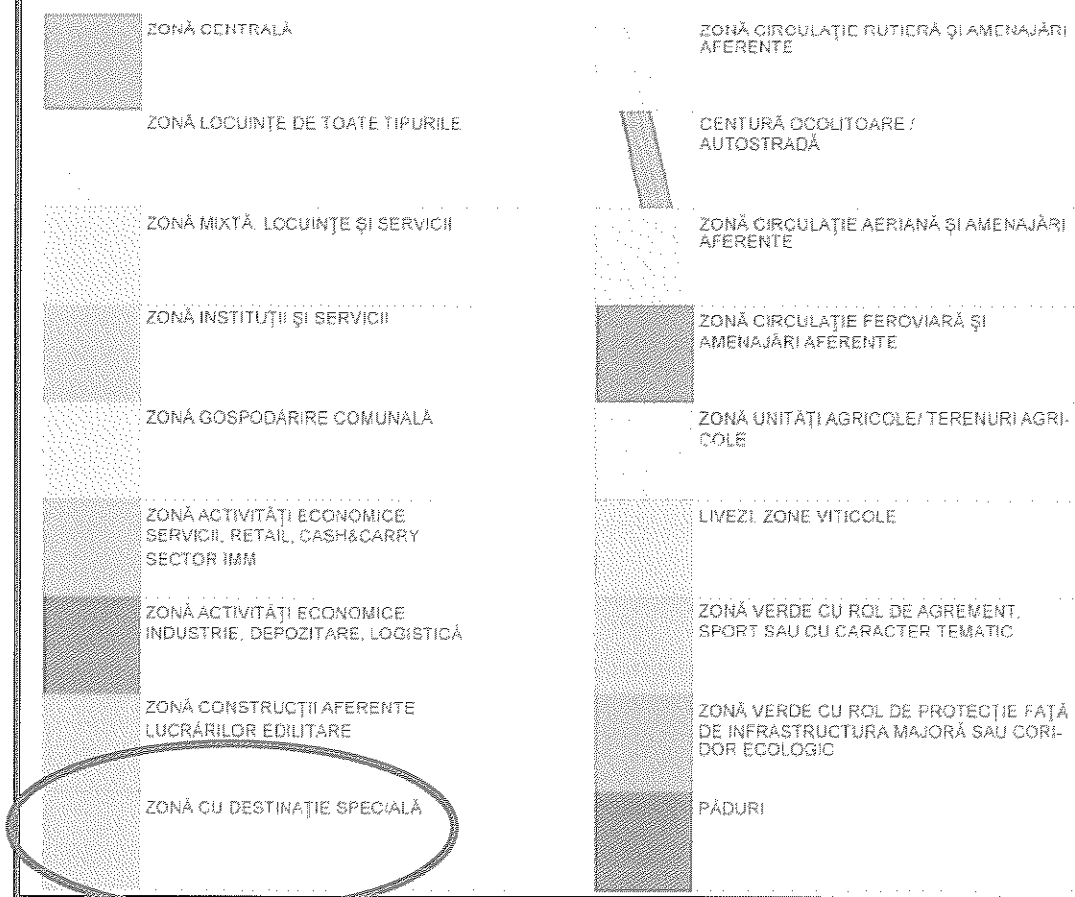 ZONĂ CENTRALĂ
ZONĂ LOCUINȚE DE TOATE TIPURILE
ZONĂ MIXTĂ. LOCUINȚE ȘI SERVICII
ZONĂ INSTITUȚII ȘI SERVICII
ZONĂ GOSPODĂRIRE COMUNALĂ
ZONĂ ACTIVITĂȚI ECONOMICE
SERVICII, RETAIL, CASH&CARRY
SECTOR IMM
ZONĂ ACTIVITĂȚI ECONOMICE
INDUSTRIE, DEPOZITARE, LOGISTICĂ
ZONĂ CONSTRUCȚII AFERENTE
LUCRĂRILOR EDILITARE
ZONĂ CU DESTINAȚIE SPECIALĂ
ZONĂ CIRCULAȚIE RUTIERĂ ȘI AMENAJĂRI
AFERENTE
CENTURĂ OCOLITOARE /
AUTOSTRADĂ
ZONĂ CIRCULAȚIE AERIANĂ ȘI AMENAJĂRI
AFERENTE
ZONĂ CIRCULAȚIE FEROVIARĂ ȘI
AMENAJĂRI AFERENTE
ZONĂ UNITĂȚI AGRICOLE/ TERENURI AGRI-
COLE
LIVEZI. ZONE VITICOLE
ZONĂ VERDE CU ROL DE AGREMENT,
SPORT SAU CU CARACTER TEMATIC
ZONĂ VERDE CU ROL DE PROTECȚIE FAȚĂ
DE INFRASTRUCTURA MAJORĂ SAU CORI-
DOR ECOLOGIC
PĂDURI